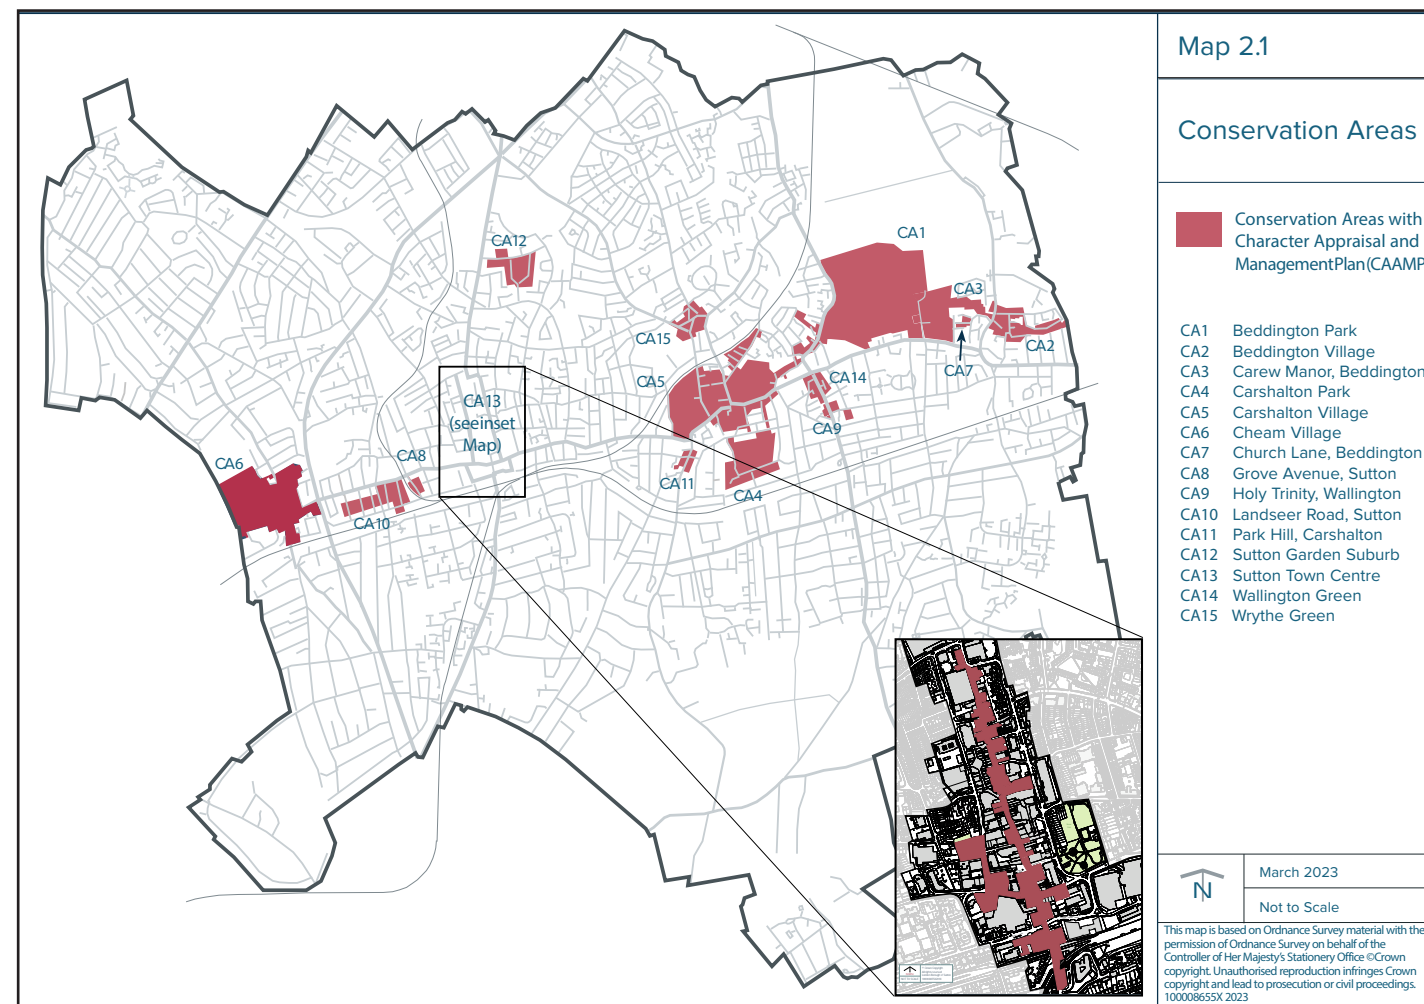 Map 2.1
Conservation Areas
Conservation Areas with
Character Appraisal and
ManagementPlan(CAAMP
CA1 Beddington Park
CA2 Beddington Village
CA3 Carew Manor, Beddington
CA4 Carshalton Park
CA5 Carshalton Village
CA6 Cheam Village
CA7 Church Lane, Beddington
CA8 Grove Avenue, Sutton
CA9 Holy Trinity, Wallington
CA10 Landseer Road, Sutton
CA11 Park Hill, Carshalton
CA12 Sutton Garden Suburb
CA13 Sutton Town Centre
CA14 Wallington Green
CA15 Wrythe Green
CA1
CA12
CA3
CA15
CA2
CA7
CA5
CA14
CA13
(seeinset
Map)
CA9
CA8
CA6
CA11
CA4
CA10
N
March 2023
Not to Scale
This map is based on Ordnance Survey material with the
permission of Ordnance Survey on behalf of the
Controller of Her Majesty's Stationery Office ©Crown
copyright. Unauthorised reproduction infringes Crown
copyright and lead to prosecution or civil proceedings.
100008655X 2023